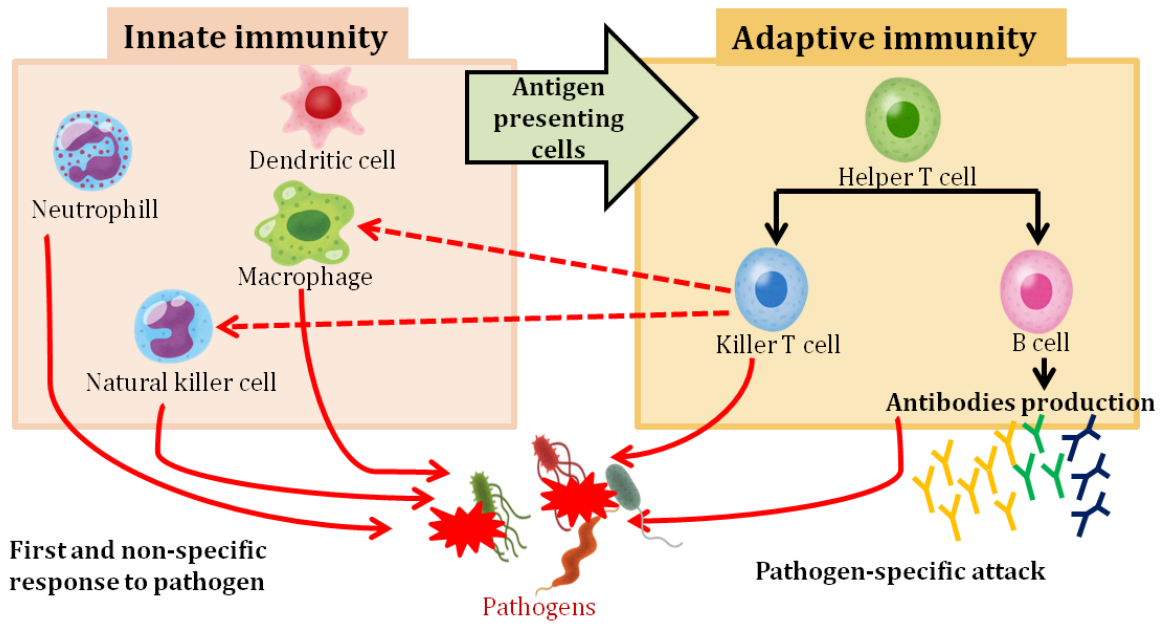 Innate immunity
Adaptive immunity
Antigen
presenting
cells
Dendritic cell
Neutrophill
Macrophage
Natural killer cell
Helper T cell
Killer T cell
B cell
Antibodies production
First and non-specific
response to pathogen
Pathogens
Pathogen-specific attack